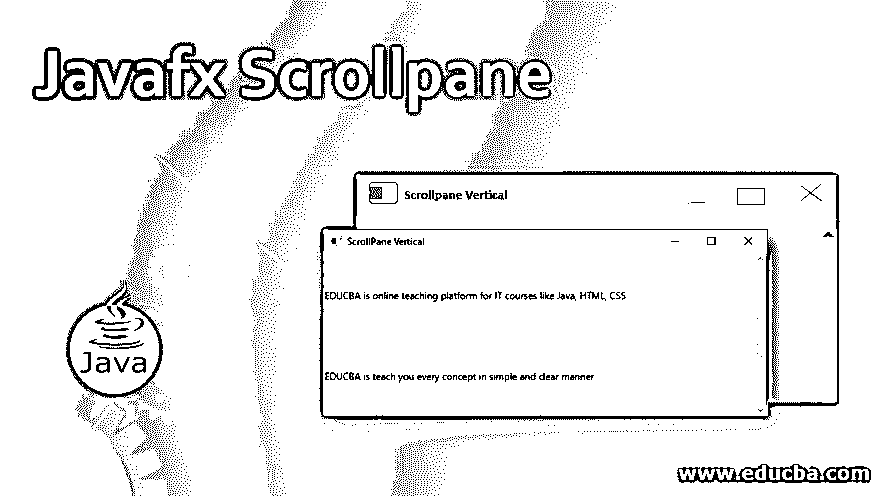 Javafx Scrollpane
Scrollpane Vertical
ScrollPane Vertical
EDUCBA is online teaching platform for IT courses like Java, HTML, CSS
EDUCBA is teach you every concept in simple and clear manner
Java
www.educba.com